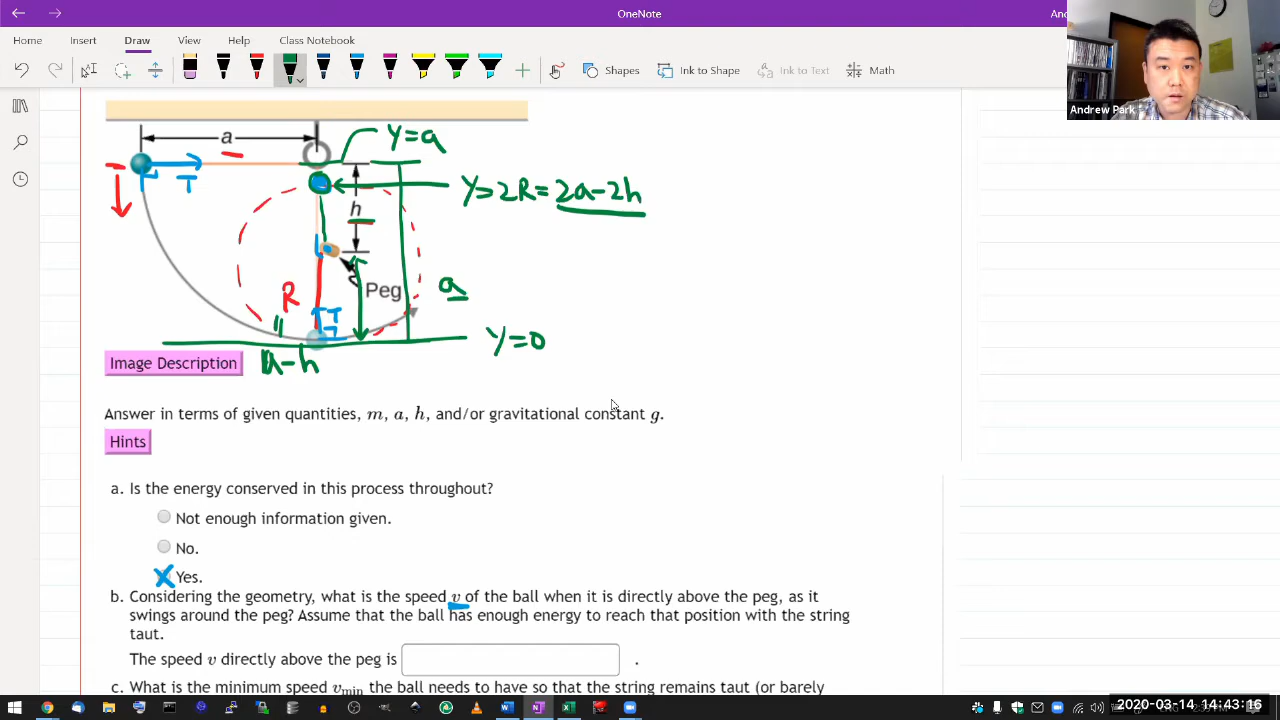 OneNote
An
Home Insert Draw View Help Class Notebook
Shapes Ink to Shape Ink to Text Math
Andrew Park
a
Y=a
T
Y=2R=2a-2h
h
R
Peg
a
T
Y=0
Image Description
a-h
Answer in terms of given quantities, m, a, h, and/or gravitational constant g.
Hints
a. Is the energy conserved in this process throughout?
Not enough information given.
No.
Yes.
b. Considering the geometry, what is the speed v of the ball when it is directly above the peg, as it
swings around the peg? Assume that the ball has enough energy to reach that position with the string
taut.
The speed v directly above the peg is .
c. What is the minimum speed vmin the ball needs to have so that the string remains taut (or barely
2020-03-14 14:43:16